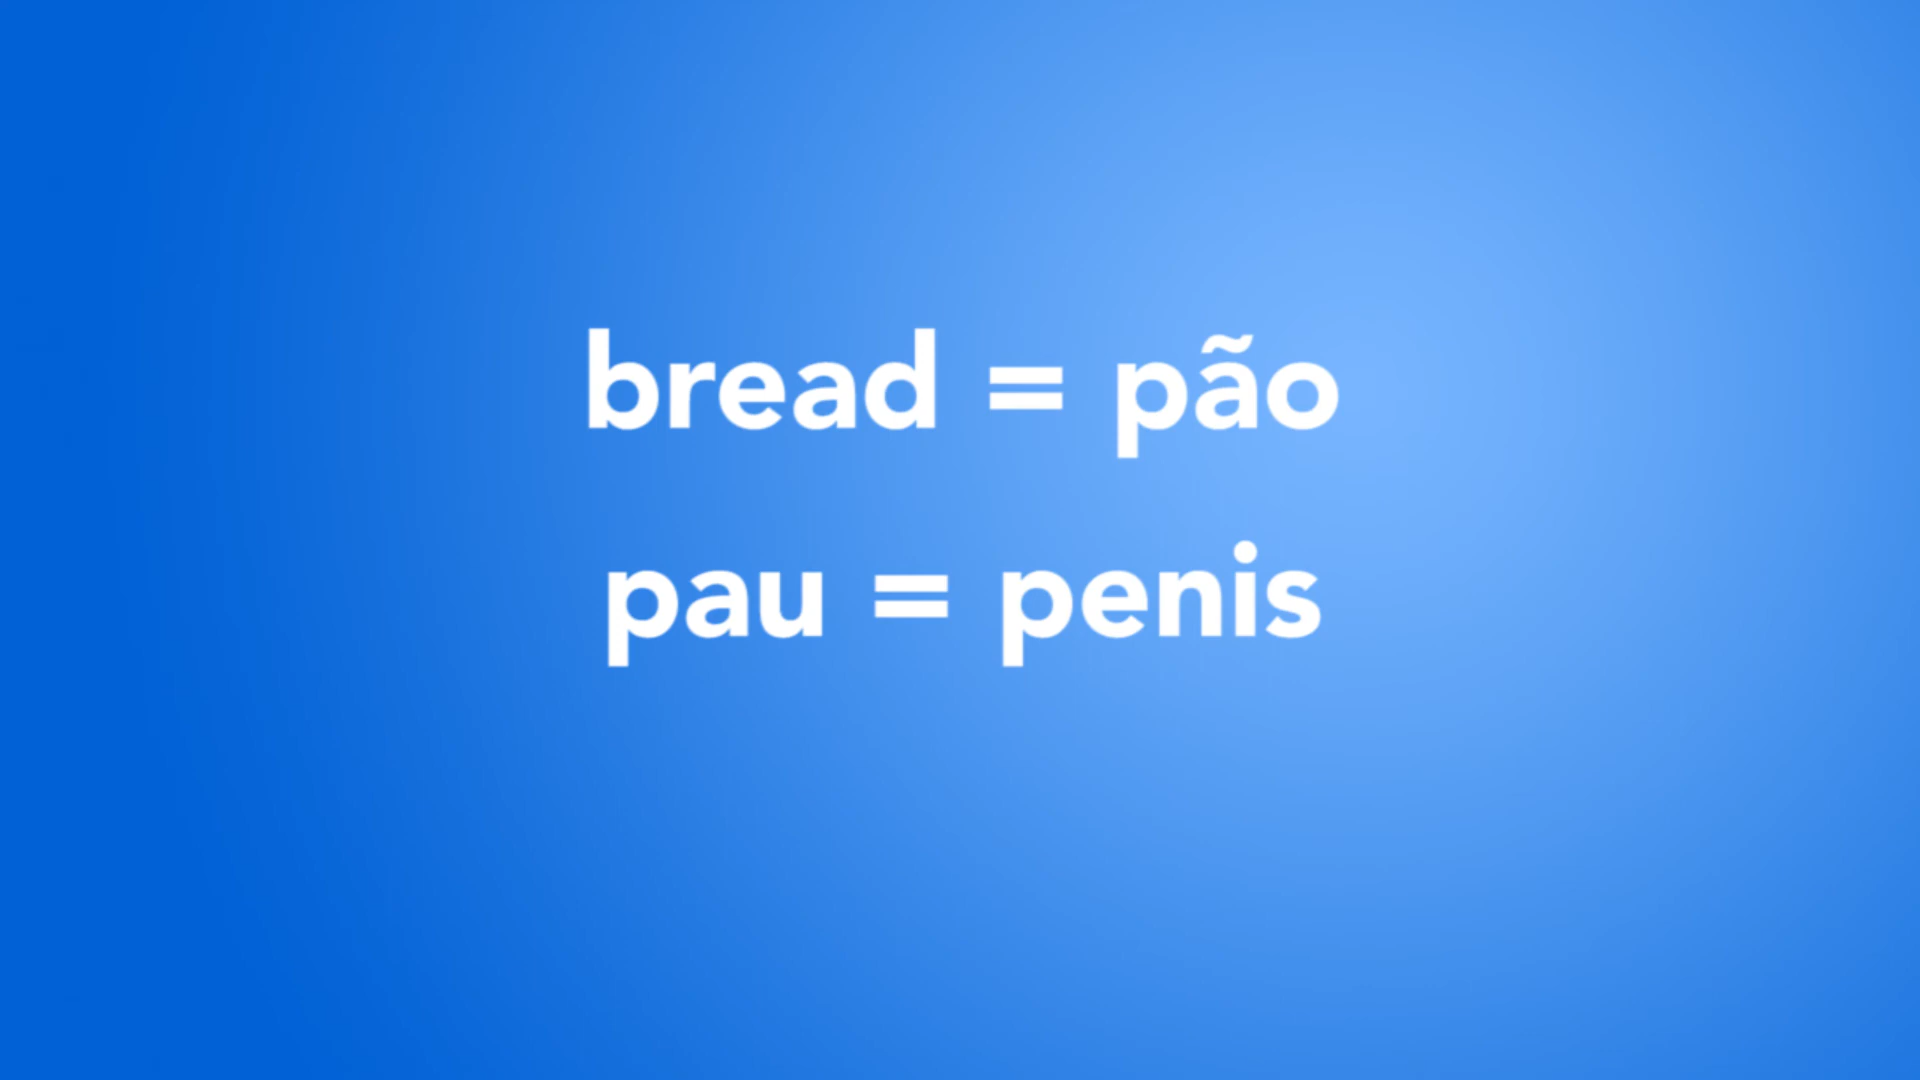 bread = pão
pau = penis